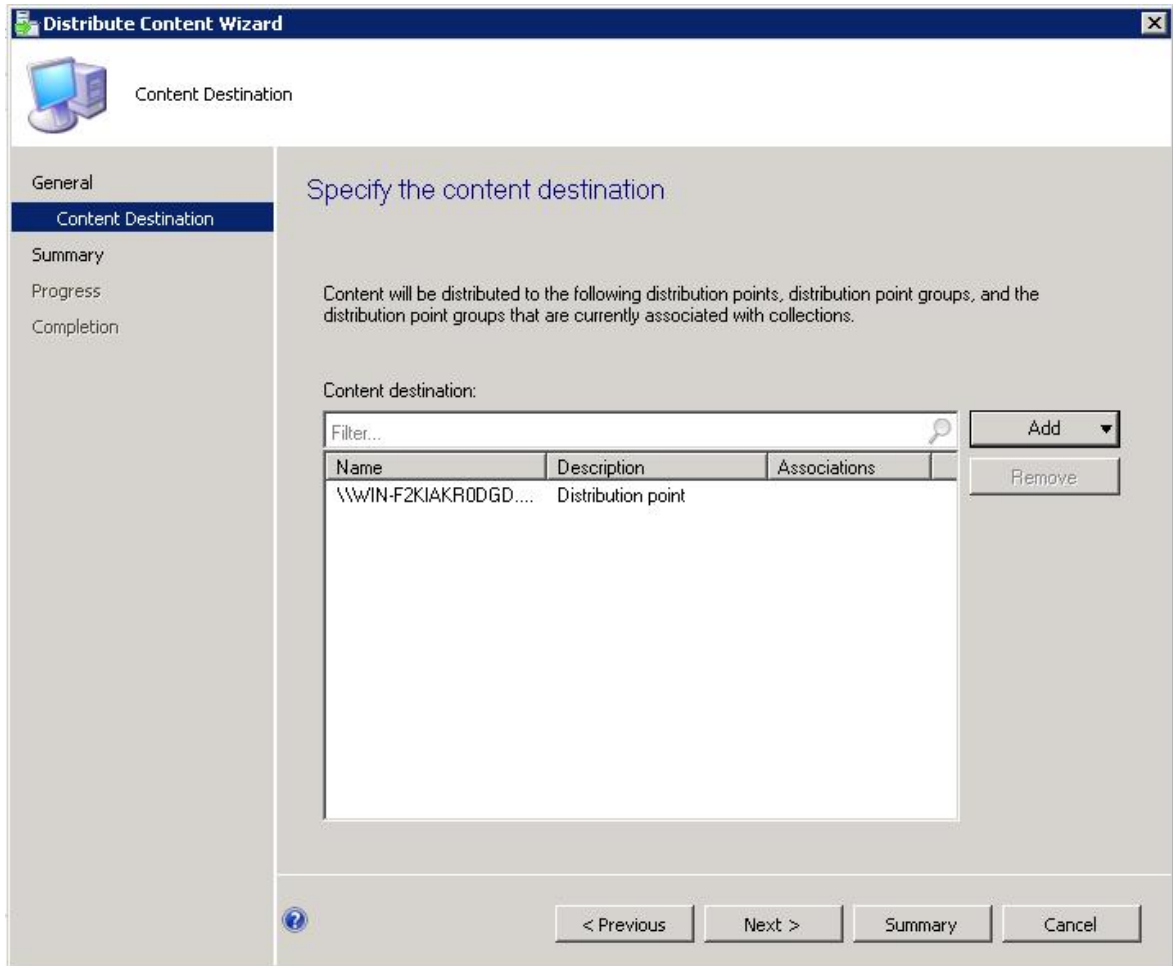 Distribute Content Wizard
Content Destination
General
Content Destination
Summary
Progress
Completion
Specify the content destination
Content will be distributed to the following distribution points, distribution point groups, and the
distribution point groups that are currently associated with collections.
Content destination:
Filter...
Add
Remove
Name Description Associations
\\WIN-F2KIAKR0DGD.... Distribution point
< Previous Next > Summary Cancel